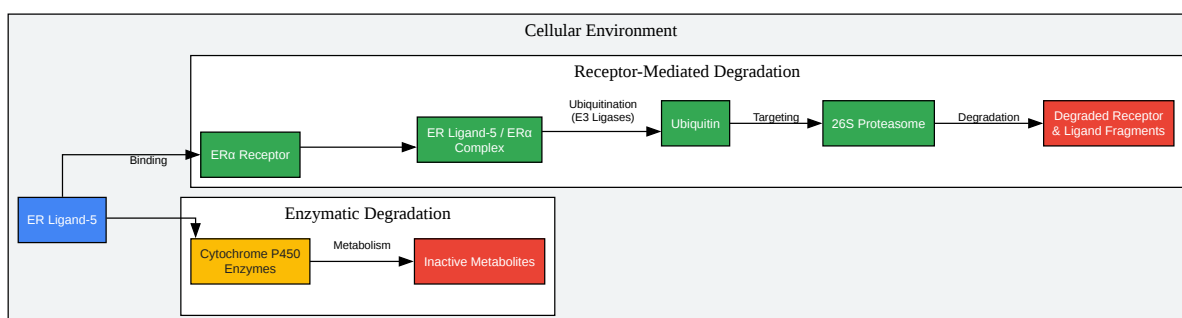 Cellular Environment
Receptor-Mediated Degradation
Ubiquitination
(E3 Ligases)
ER Ligand-5 / ERα
Complex
Ubiquitin
Targeting
26S Proteasome
Degradation
Degraded Receptor
& Ligand Fragments
Binding
ERα Receptor
ER Ligand-5
Enzymatic Degradation
Cytochrome P450
Enzymes
Metabolism
Inactive Metabolites